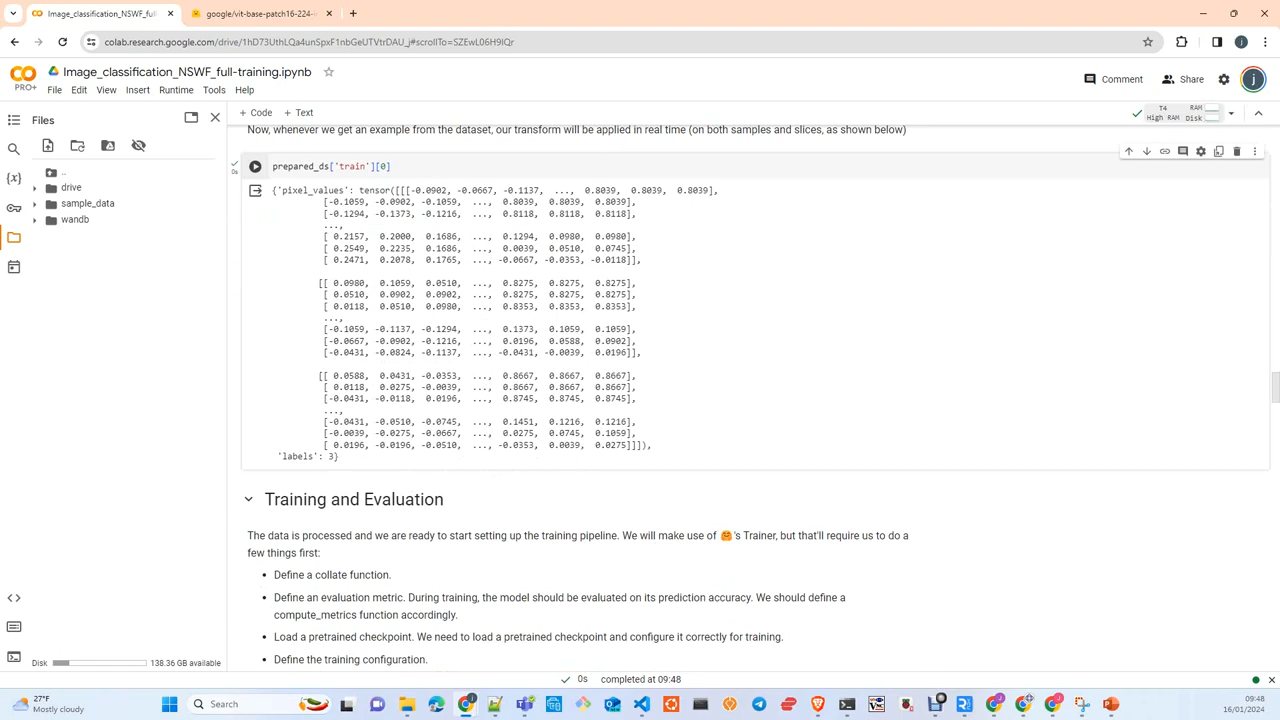 Image_classification_NSWF_ful
google/vit-base-patch16-224-
colab.research.google.com/drive/1hD73UthLQa4unSpxF1nbGeUTVtrDAU_j#scrollTo=SZEwL06H9IQr
Image_classification_NSWF_full-training.ipynb
PRO+
File Edit View Insert Runtime Tools Help
Comment
Share
j
Files
+ Code + Text
T4 RAM
High RAM Disk
Now, whenever we get an example from the dataset, our transform will be applied in real time (on both samples and slices, as shown below)
..
drive
sample_data
wandb
0s
prepared_ds['train'][0]
{'pixel_values': tensor([[[-0.0902, -0.0667, -0.1137, ..., 0.8039, 0.8039, 0.8039],
[-0.1059, -0.0902, -0.1059, ..., 0.8039, 0.8039, 0.8039],
[-0.1294, -0.1373, -0.1216, ..., 0.8118, 0.8118, 0.8118],
...,
[ 0.2157, 0.2000, 0.1686, ..., 0.1294, 0.0980, 0.0980],
[ 0.2549, 0.2235, 0.1686, ..., 0.0039, 0.0510, 0.0745],
[ 0.2471, 0.2078, 0.1765, ..., -0.0667, -0.0353, -0.0118]],
[[ 0.0980, 0.1059, 0.0510, ..., 0.8275, 0.8275, 0.8275],
[ 0.0510, 0.0902, 0.0902, ..., 0.8275, 0.8275, 0.8275],
[ 0.0118, 0.0510, 0.0980, ..., 0.8353, 0.8353, 0.8353],
...,
[-0.1059, -0.1137, -0.1294, ..., 0.1373, 0.1059, 0.1059],
[-0.0667, -0.0902, -0.1216, ..., 0.0196, 0.0588, 0.0902],
[-0.0431, -0.0824, -0.1137, ..., -0.0431, -0.0039, 0.0196]],
[[ 0.0588, 0.0431, -0.0353, ..., 0.8667, 0.8667, 0.8667],
[ 0.0118, 0.0275, -0.0039, ..., 0.8667, 0.8667, 0.8667],
[-0.0431, -0.0118, 0.0196, ..., 0.8745, 0.8745, 0.8745],
...,
[-0.0431, -0.0510, -0.0745, ..., 0.1451, 0.1216, 0.1216],
[-0.0039, -0.0275, -0.0667, ..., 0.0275, 0.0745, 0.1059],
[ 0.0196, -0.0196, -0.0510, ..., -0.0353, 0.0039, 0.0275]]]),
'labels': 3}
Training and Evaluation
The data is processed and we are ready to start setting up the training pipeline. We will make use of 🤗's Trainer, but that'll require us to do a
few things first:
• Define a collate function.
• Define an evaluation metric. During training, the model should be evaluated on its prediction accuracy. We should define a
compute_metrics function accordingly.
• Load a pretrained checkpoint. We need to load a pretrained checkpoint and configure it correctly for training.
• Define the training configuration.
Disk 138.36 GB available
0s completed at 09:48
27°F
Mostly cloudy
Search
09:48
16/01/2024